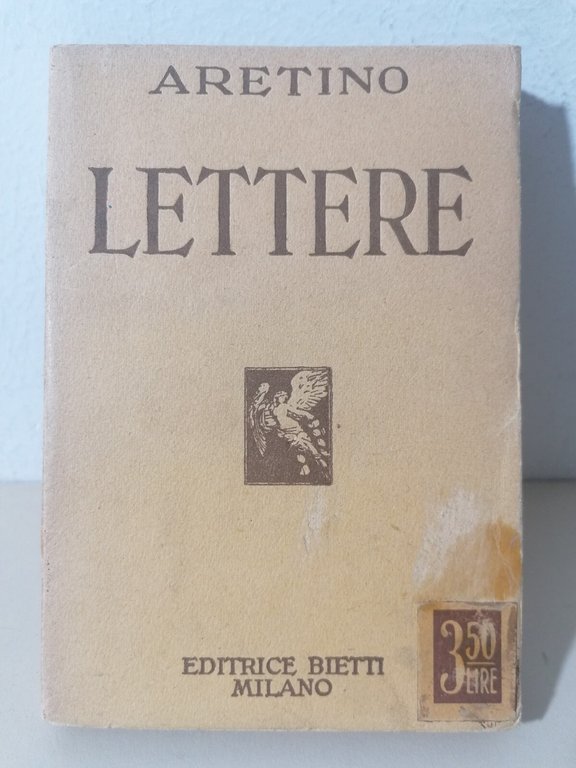 ARETINO
LETTERE
EDITRICE BIETTI
MILANO
3 50
LIRE